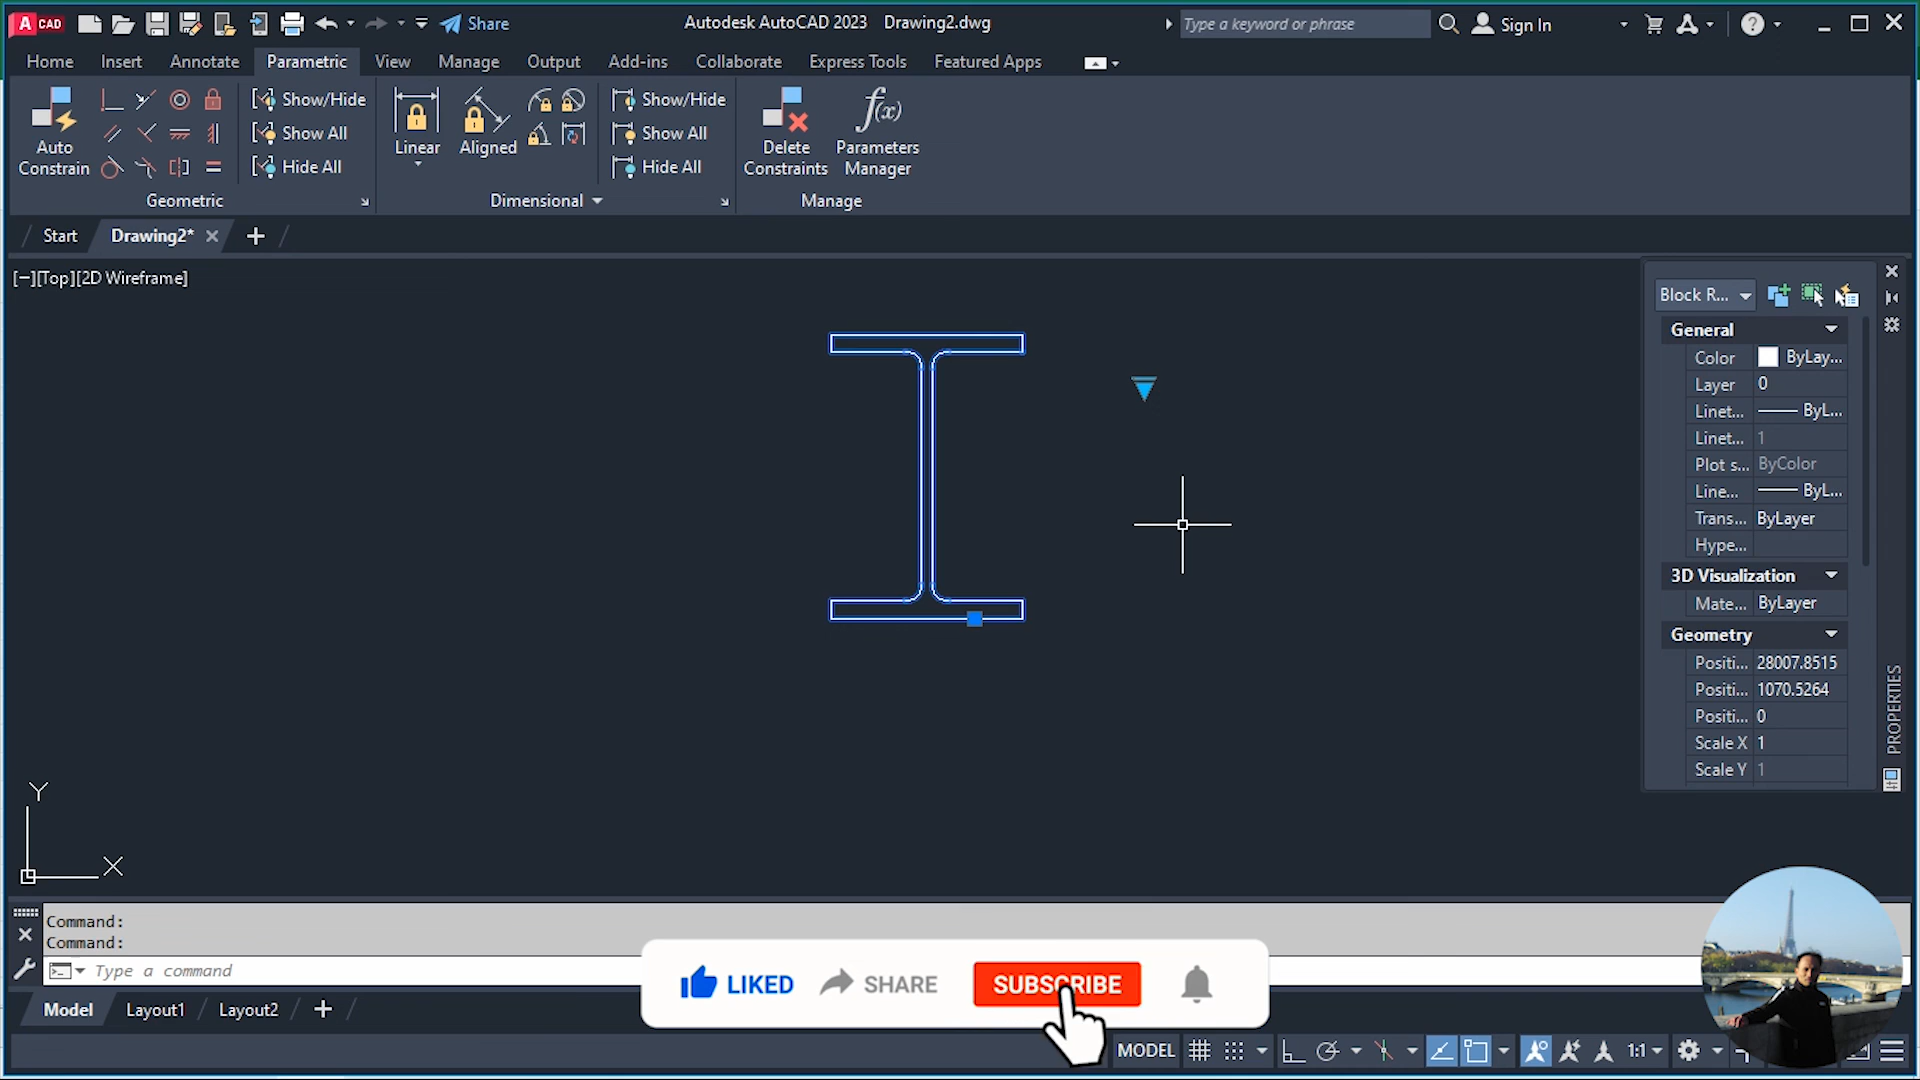 A CAD Share Autodesk AutoCAD 2023 Drawing2.dwg Type a keyword or phrase Sign In
Home Insert Annotate Parametric View Manage Output Add-ins Collaborate Express Tools Featured Apps
Auto Constrain
Show/Hide
Show All
Hide All
Geometric
Linear
Aligned
Show/Hide
Show All
Hide All
Dimensional
Delete Constraints
f(x)
Parameters Manager
Manage
Start Drawing2* +
[−][Top][2D Wireframe]
Block R...
General
Color ByLay...
Layer 0
Linet... ByL...
Linet... 1
Plot s... ByColor
Line... ByL...
Trans... ByLayer
Hype...
3D Visualization
Mate... ByLayer
Geometry
Positi... 28007.8515
Positi... 1070.5264
Positi... 0
Scale X 1
Scale Y 1
PROPERTIES
Y
X
Command:
Command:
Type a command
LIKED SHARE SUBSCRIBE
Model Layout1 Layout2 +
MODEL 1:1